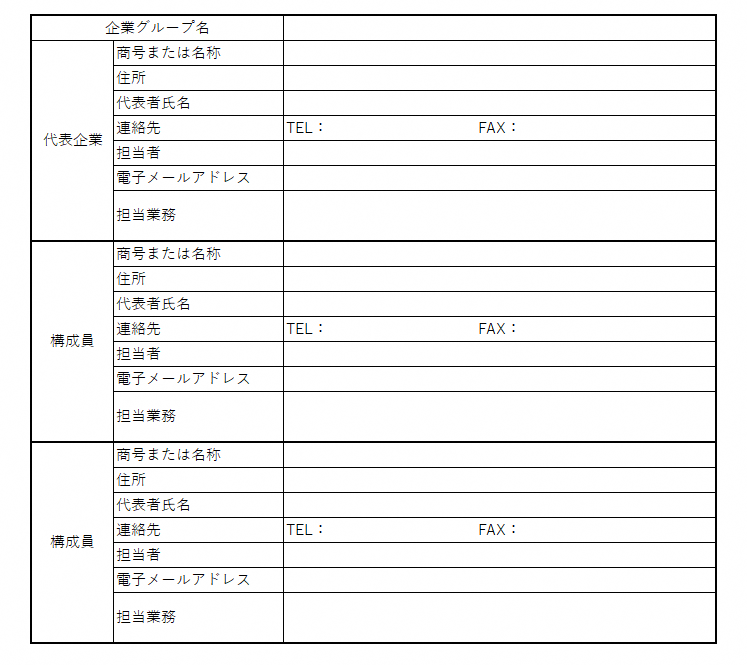 企業グループ名
商号または名称
住所
代表者氏名
連絡先 TEL： FAX：
代表企業
担当者
電子メールアドレス
担当業務
商号または名称
住所
代表者氏名
連絡先 TEL： FAX：
構成員
担当者
電子メールアドレス
担当業務
商号または名称
住所
代表者氏名
連絡先 TEL： FAX：
構成員
担当者
電子メールアドレス
担当業務